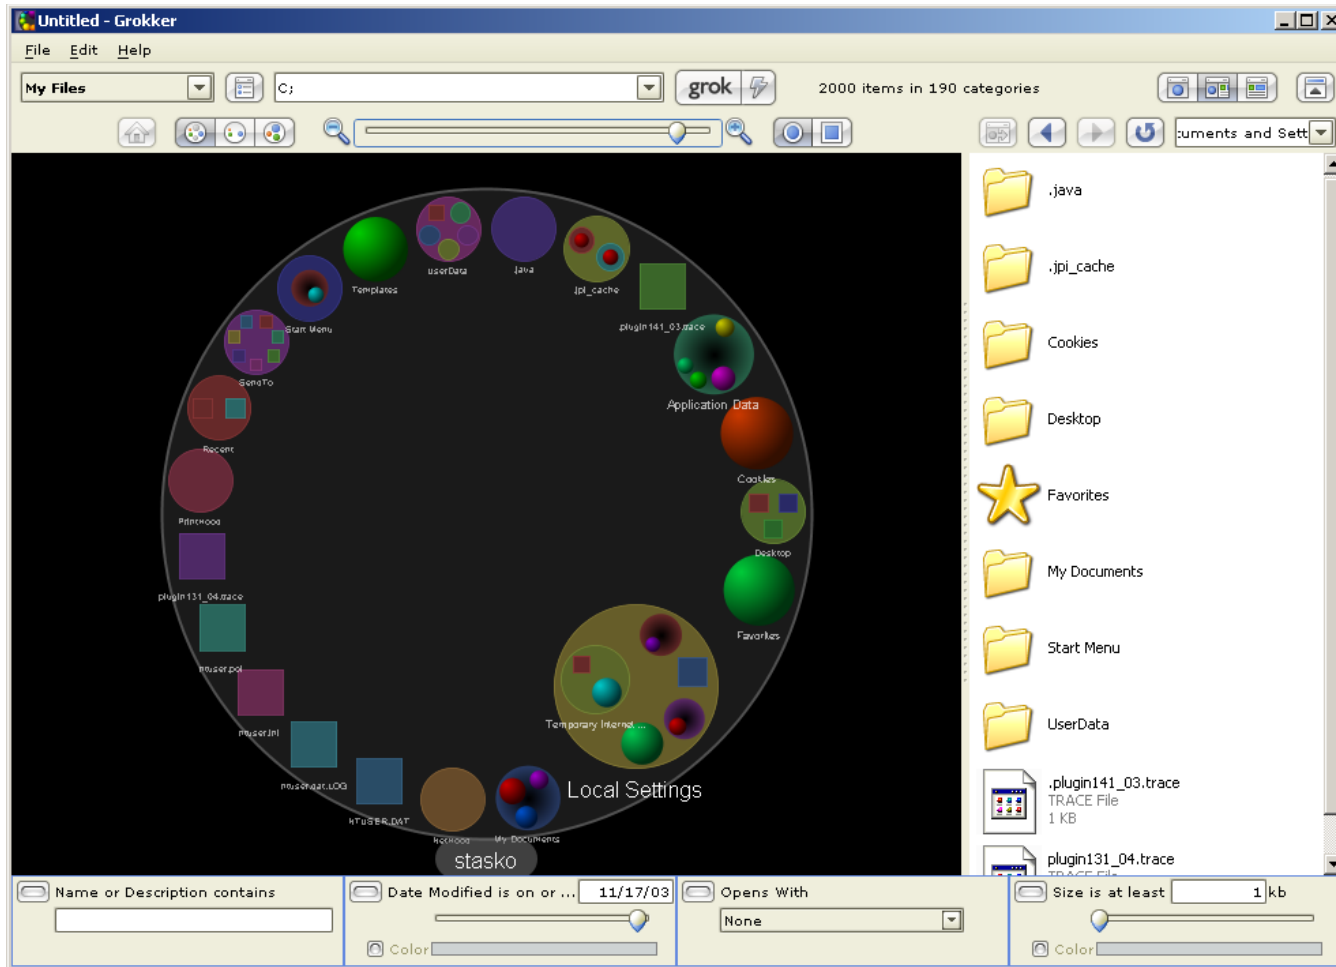 Untitled - Grokker
File Edit Help
My Files
C;
grok
2000 items in 190 categories
:uments and Sett
userData
.java
Templates
.jpi_cache
Start Menu
.plugin141_03.trace
SendTo
Application Data
Recent
Cookies
PrintHood
Desktop
plugin131_04.trace
Favorites
ntuser.pol
ntuser.ini
Temporary Internet ...
ntuser.dat.LOG
Local Settings
NTUSER.DAT
NetHood
My Documents
stasko
.java
.jpi_cache
Cookies
Desktop
Favorites
My Documents
Start Menu
UserData
.plugin141_03.trace
TRACE File
1 KB
plugin131_04.trace
TRACE File
Name or Description contains
Date Modified is on or ... 11/17/03
Color
Opens With
None
Size is at least 1 kb
Color